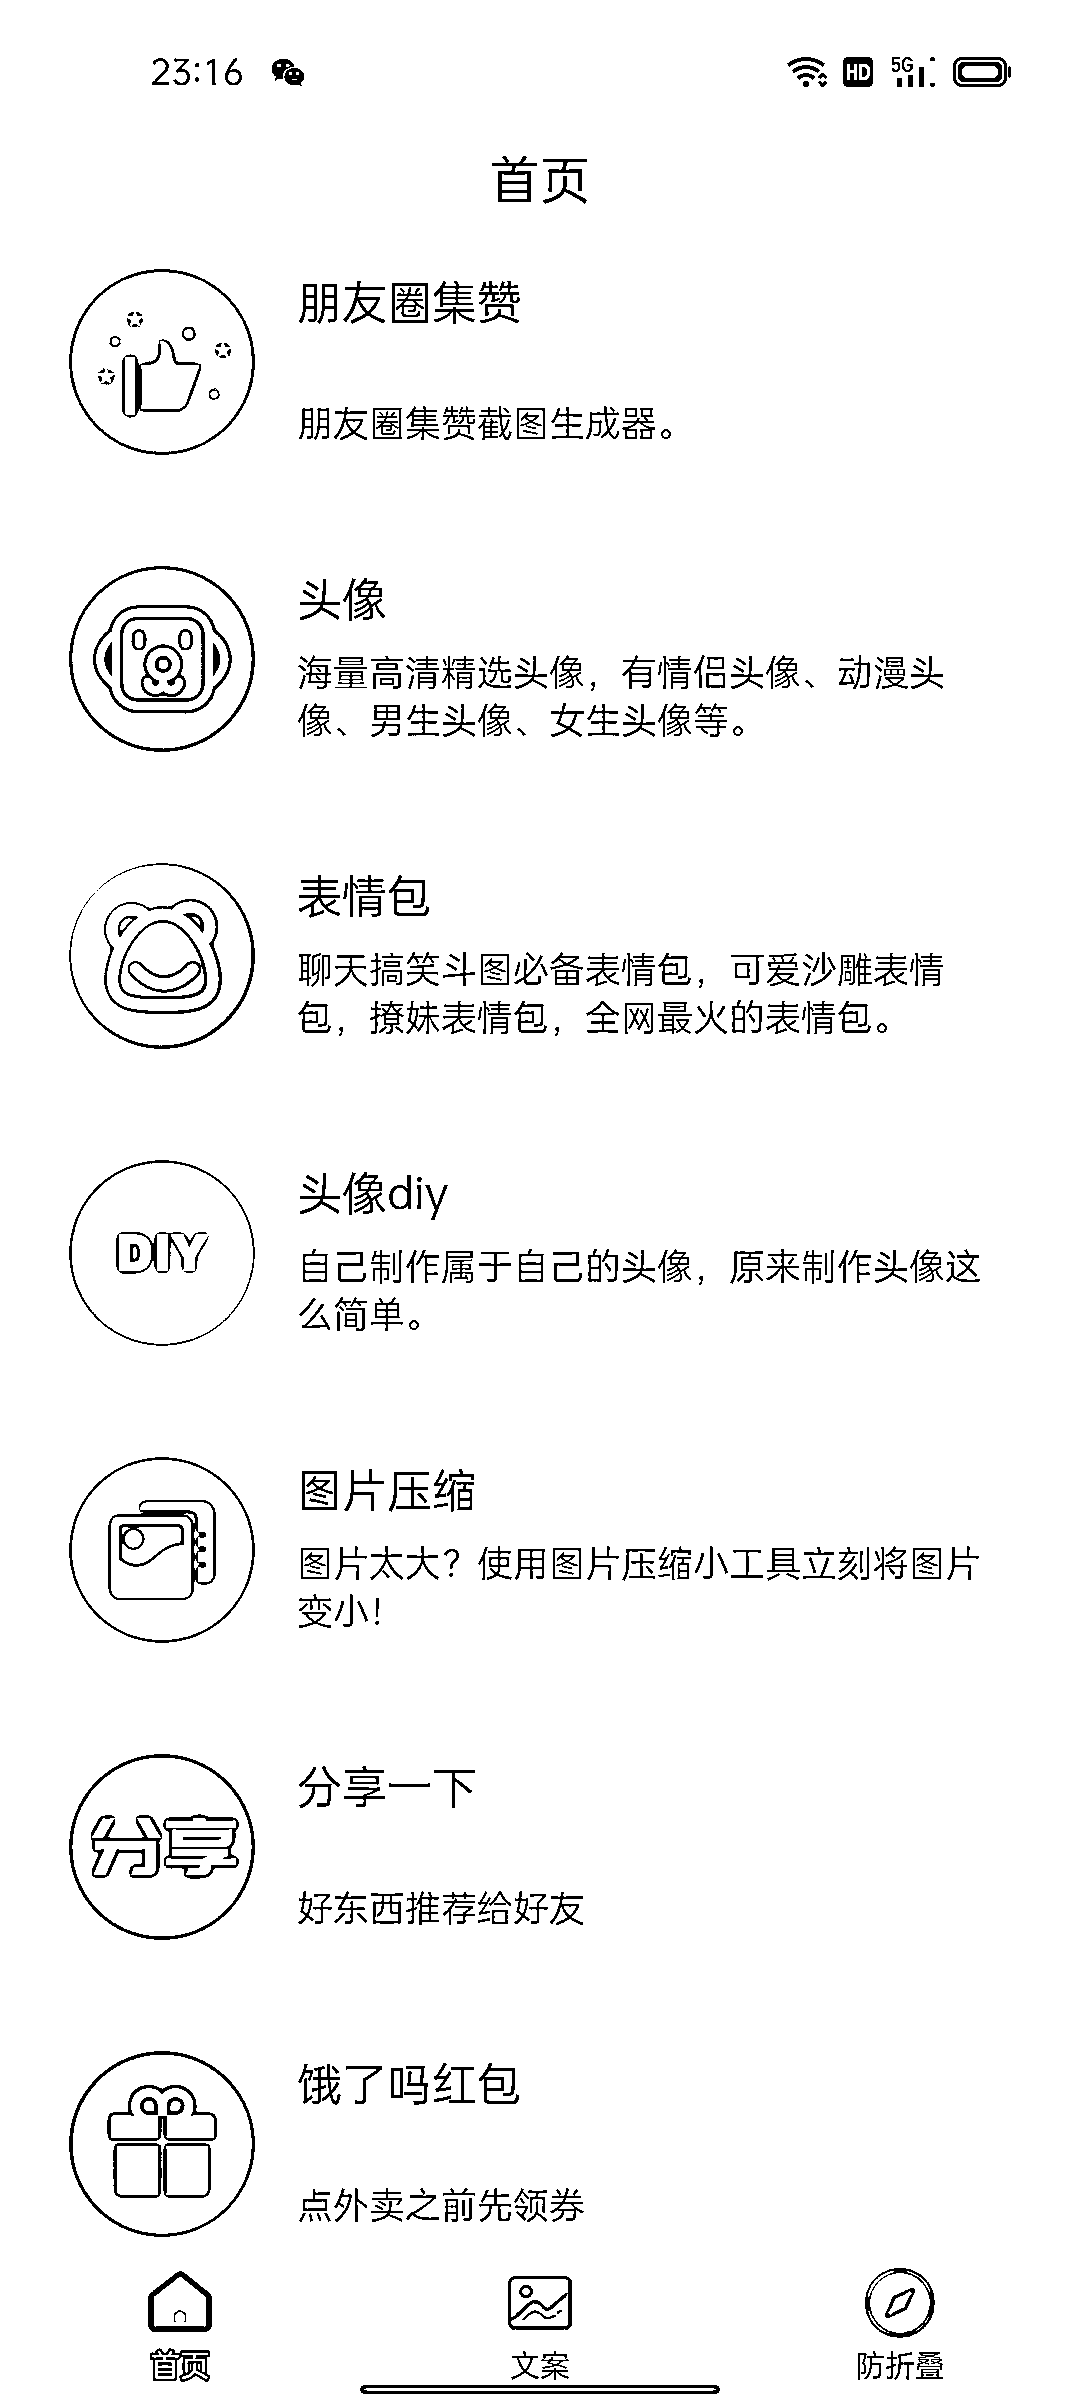 23:16
HD 5G
首页
朋友圈集赞
朋友圈集赞截图生成器。
头像
海量高清精选头像，有情侣头像、动漫头
像、男生头像、女生头像等。
表情包
聊天搞笑斗图必备表情包，可爱沙雕表情
包，撩妹表情包，全网最火的表情包。
DIY
头像diy
自己制作属于自己的头像，原来制作头像这
么简单。
图片压缩
图片太大？使用图片压缩小工具立刻将图片
变小！
分享
分享一下
好东西推荐给好友
饿了吗红包
点外卖之前先领券
首页
文案
防折叠